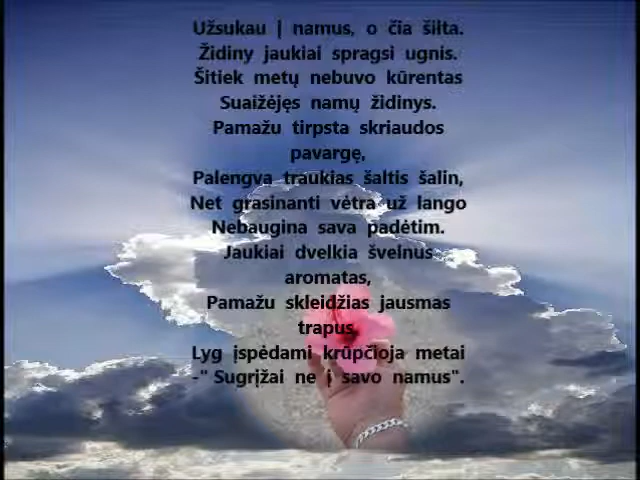 Užsukau Į namus, o čia šilta.
Židiny jaukiai spragsi ugnis.
Šitiek metų nebuvo kūrentas
Suaižėjęs namų židinys.
Pamažu tirpsta skriaudos
pavargę,
Palengva traukias šaltis šalin,
Net grasinanti vėtra už lango
Nebaugina sava padėtim.
Jaukiai dvelkia švelnus
aromatas,
Pamažu skleidžias jausmas
trapus,
Lyg įspėdami krūpčioja metai
-" Sugrįžai ne į savo namus".